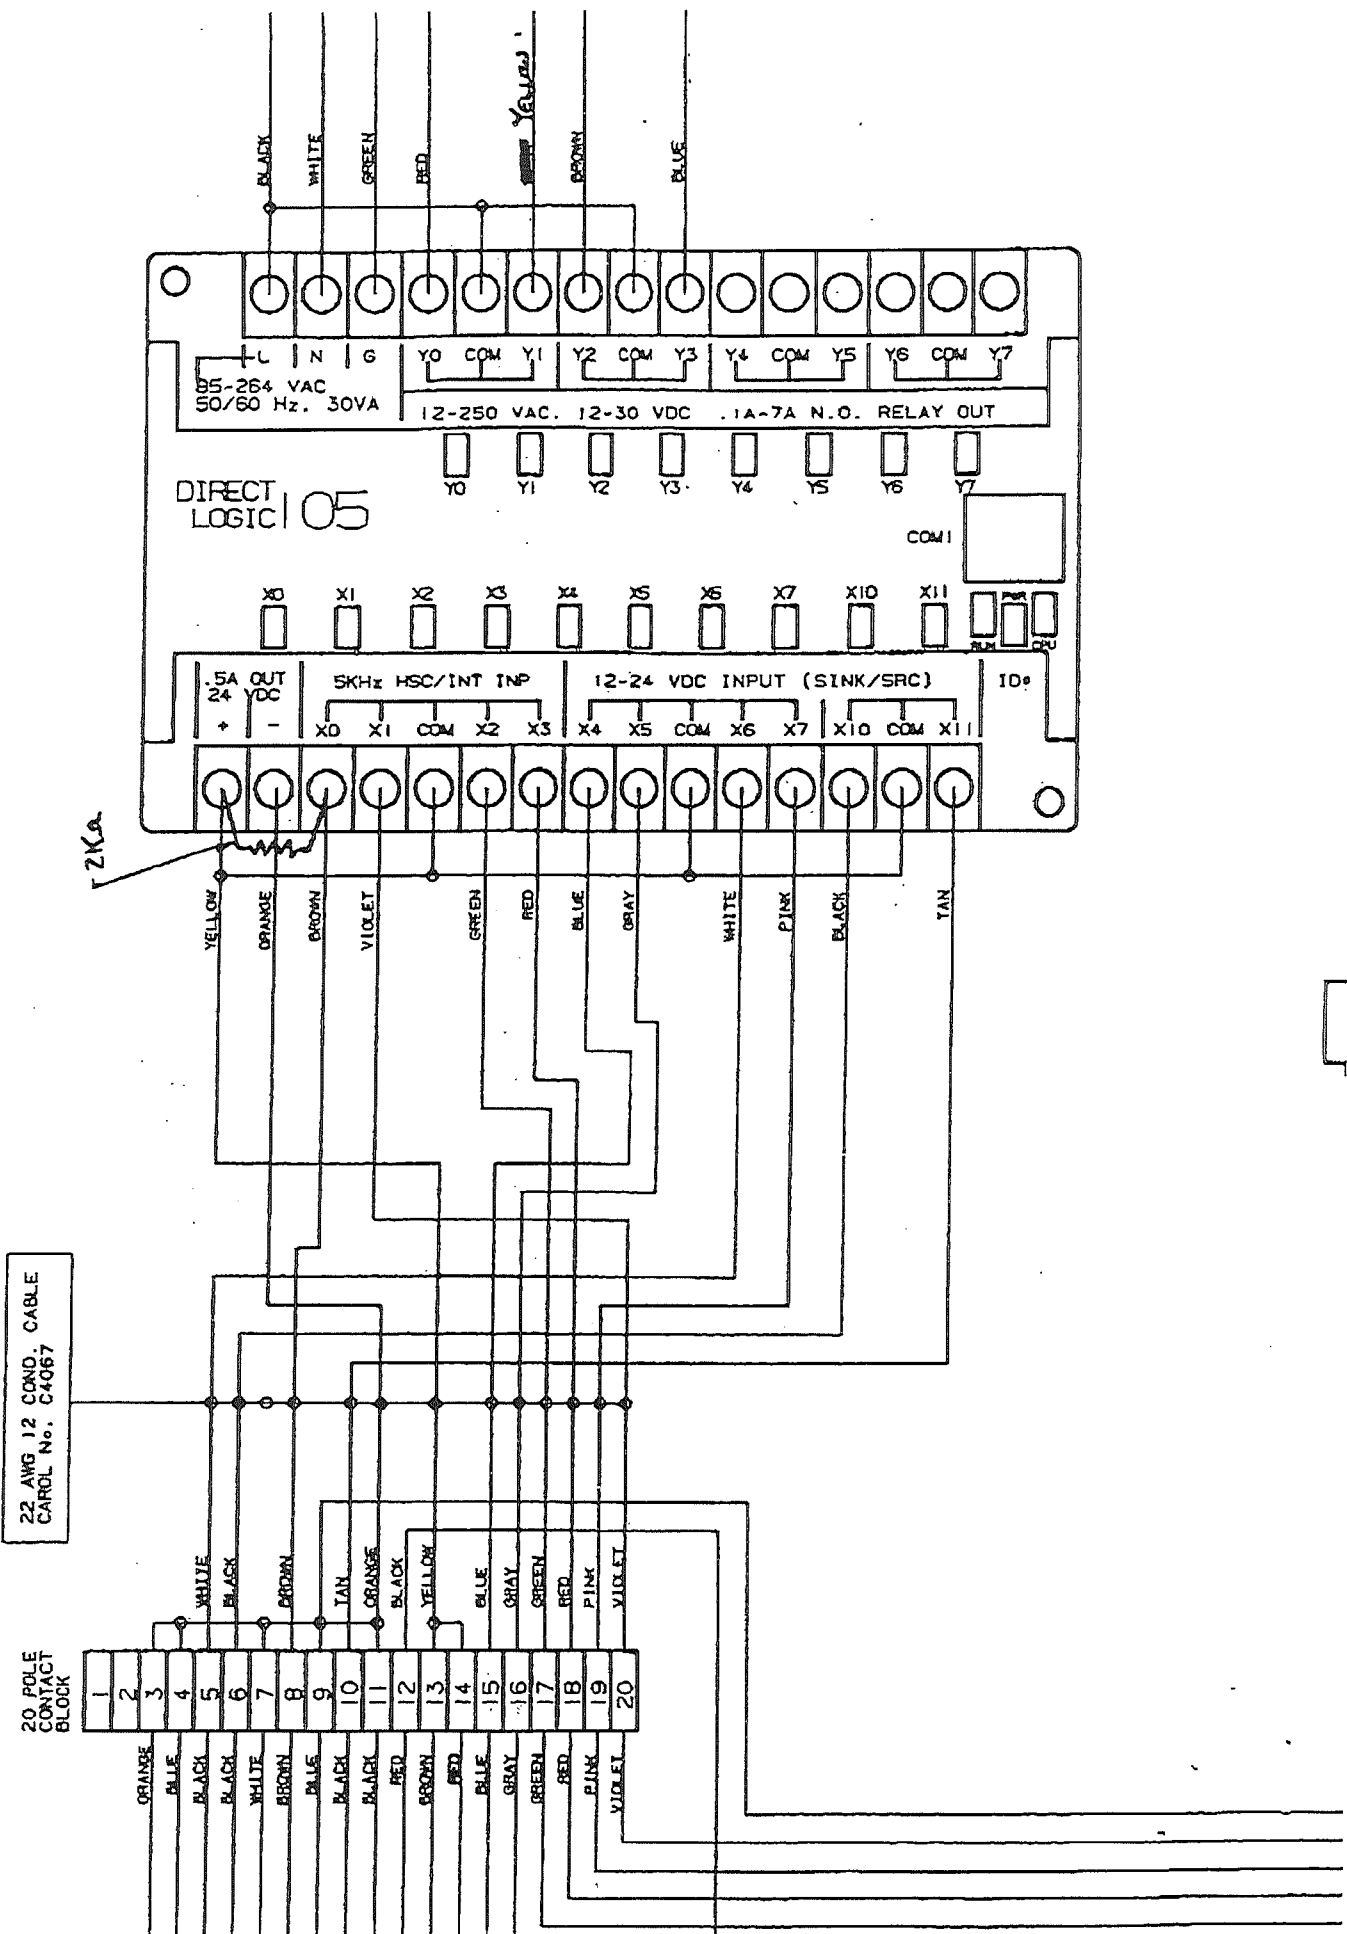 YELLOW
BLACK
WHITE
GREEN
RED
BROWN
BLUE
L N G Y0 COM Y1 Y2 COM Y3 Y4 COM Y5 Y6 COM Y7
95-264 VAC
50/60 Hz. 30VA
12-250 VAC. 12-30 VDC .1A-7A N.O. RELAY OUT
Y0 Y1 Y2 Y3 Y4 Y5 Y6 Y7
DIRECT
LOGIC 05
COM1
X0 X1 X2 X3 X4 X5 X6 X7 X10 X11
RUN PWR CPU
.5A OUT
24 VDC
5KHz HSC/INT INP
12-24 VDC INPUT (SINK/SRC)
+ - X0 X1 COM X2 X3 X4 X5 COM X6 X7 X10 COM X11
YELLOW
ORANGE
BROWN
VIOLET
GREEN
RED
BLUE
GRAY
WHITE
PINK
BLACK
TAN
22 AWG 12 COND. CABLE
CAROL No. C4067
WHITE
BLACK
BROWN
TAN
ORANGE
BLACK
YELLOW
BLUE
GRAY
GREEN
RED
PINK
VIOLET
20 POLE
CONTACT
BLOCK
1 2 3 4 5 6 7 8 9 10 11 12 13 14 15 16 17 18 19 20
ORANGE
BLUE
BLACK
BLACK
WHITE
BROWN
BLUE
BLACK
BLACK
RED
BROWN
RED
BLUE
GRAY
GREEN
RED
PINK
VIOLET